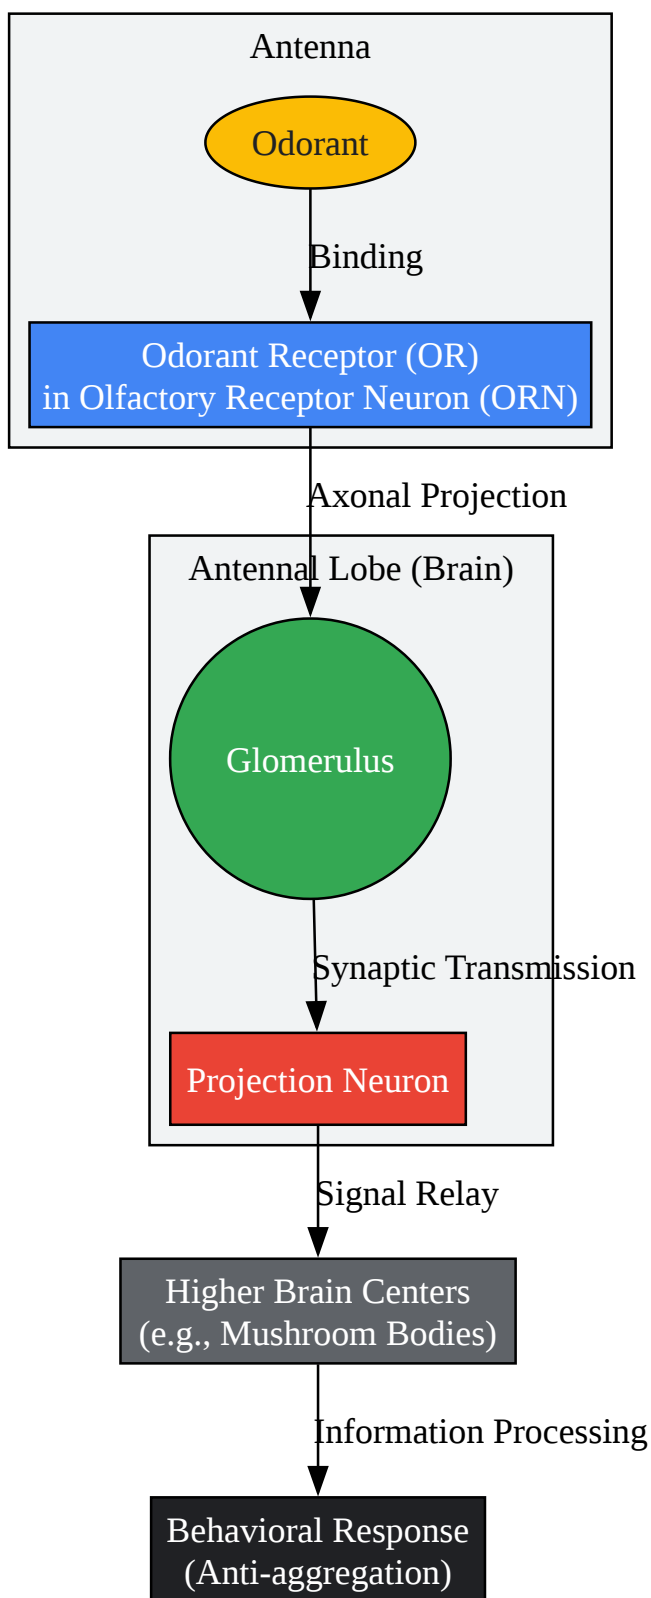 Antenna
Odorant
Binding
Odorant Receptor (OR)
in Olfactory Receptor Neuron (ORN)
Axonal Projection
Antennal Lobe (Brain)
Glomerulus
Synaptic Transmission
Projection Neuron
Signal Relay
Higher Brain Centers
(e.g., Mushroom Bodies)
Information Processing
Behavioral Response
(Anti-aggregation)